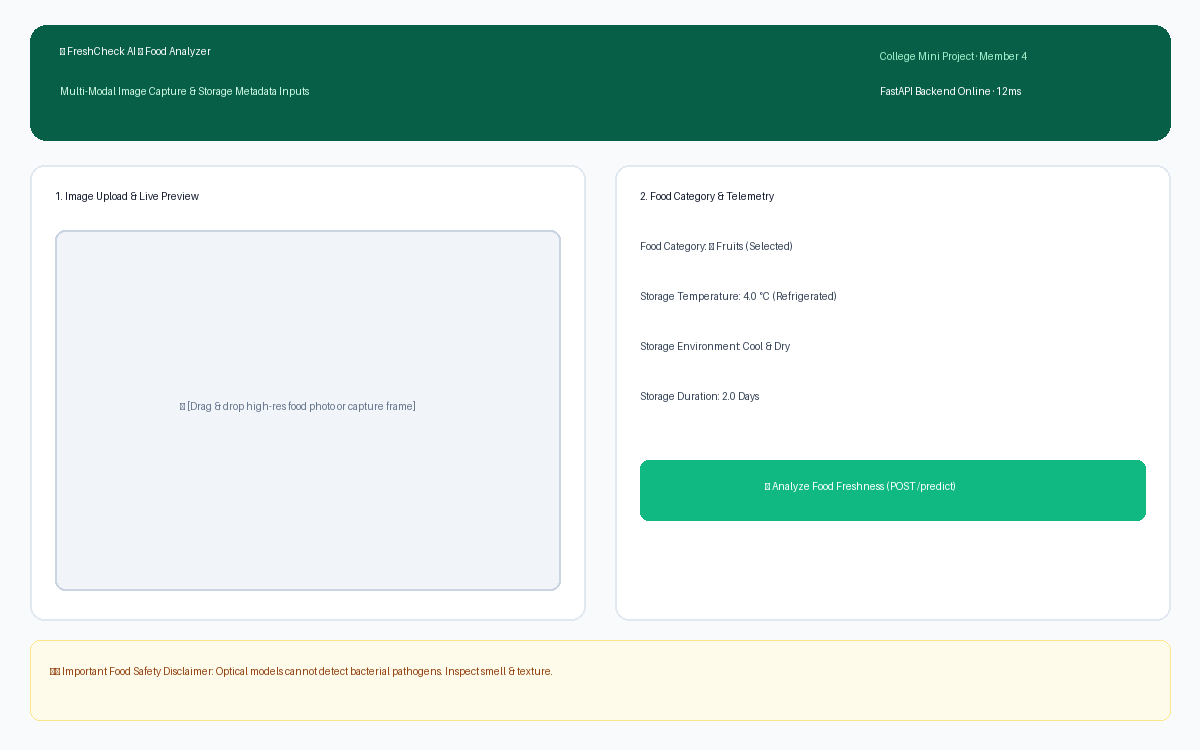 FreshCheck AI Food Analyzer
Multi-Modal Image Capture & Storage Metadata Inputs
College Mini Project · Member 4
FastAPI Backend Online · 12ms
1. Image Upload & Live Preview
[Drag & drop high-res food photo or capture frame]
2. Food Category & Telemetry
Food Category: Fruits (Selected)
Storage Temperature: 4.0 °C (Refrigerated)
Storage Environment: Cool & Dry
Storage Duration: 2.0 Days
Analyze Food Freshness (POST /predict)
Important Food Safety Disclaimer: Optical models cannot detect bacterial pathogens. Inspect smell & texture.